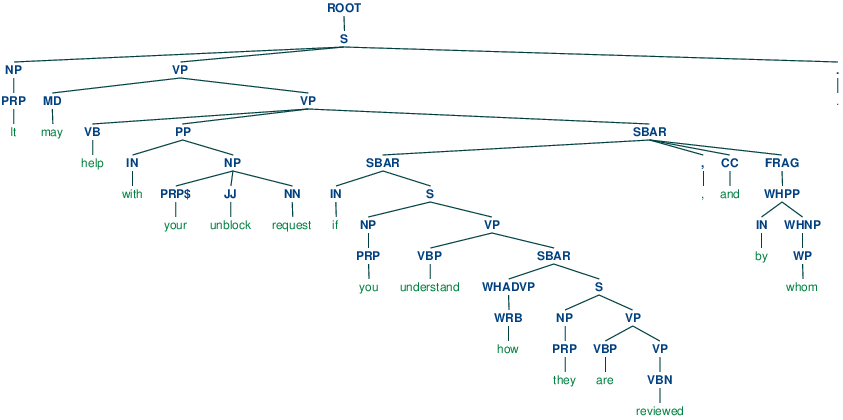 ROOT
S
NP VP .
PRP MD VP .
It may VB PP SBAR
help IN NP SBAR , CC FRAG
with PRP$ JJ NN IN S , and WHPP
your unblock request if NP VP IN WHNP
PRP VBP SBAR by WP
you understand WHADVP S whom
WRB NP VP
how PRP VBP VP
they are VBN
reviewed